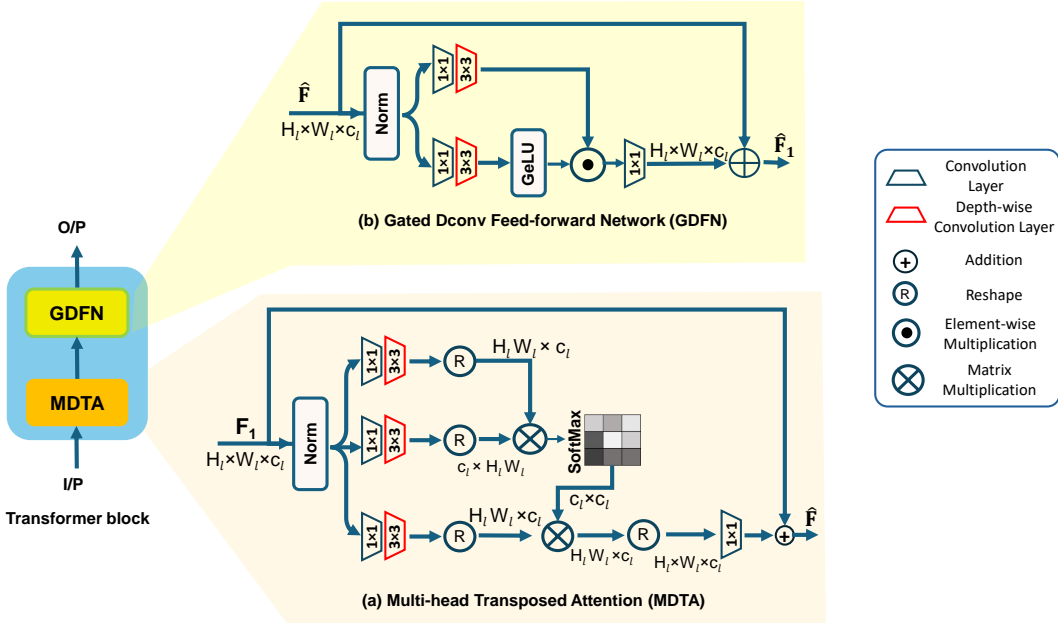 F̂
H_l×W_l×c_l
Norm
1×1
3×3
1×1
3×3
GeLU
1×1
H_l×W_l×c_l
F̂₁
(b) Gated Dconv Feed-forward Network (GDFN)
O/P
GDFN
MDTA
I/P
Transformer block
F₁
H_l×W_l×c_l
Norm
1×1
3×3
R
H_l W_l × c_l
1×1
3×3
R
c_l × H_l W_l
SoftMax
c_l×c_l
1×1
3×3
R
H_l W_l ×c_l
H_l W_l ×c_l
R
H_l×W_l×c_l
1×1
F̂
(a) Multi-head Transposed Attention (MDTA)
Convolution
Layer
Depth-wise
Convolution Layer
Addition
R
Reshape
Element-wise
Multiplication
Matrix
Multiplication